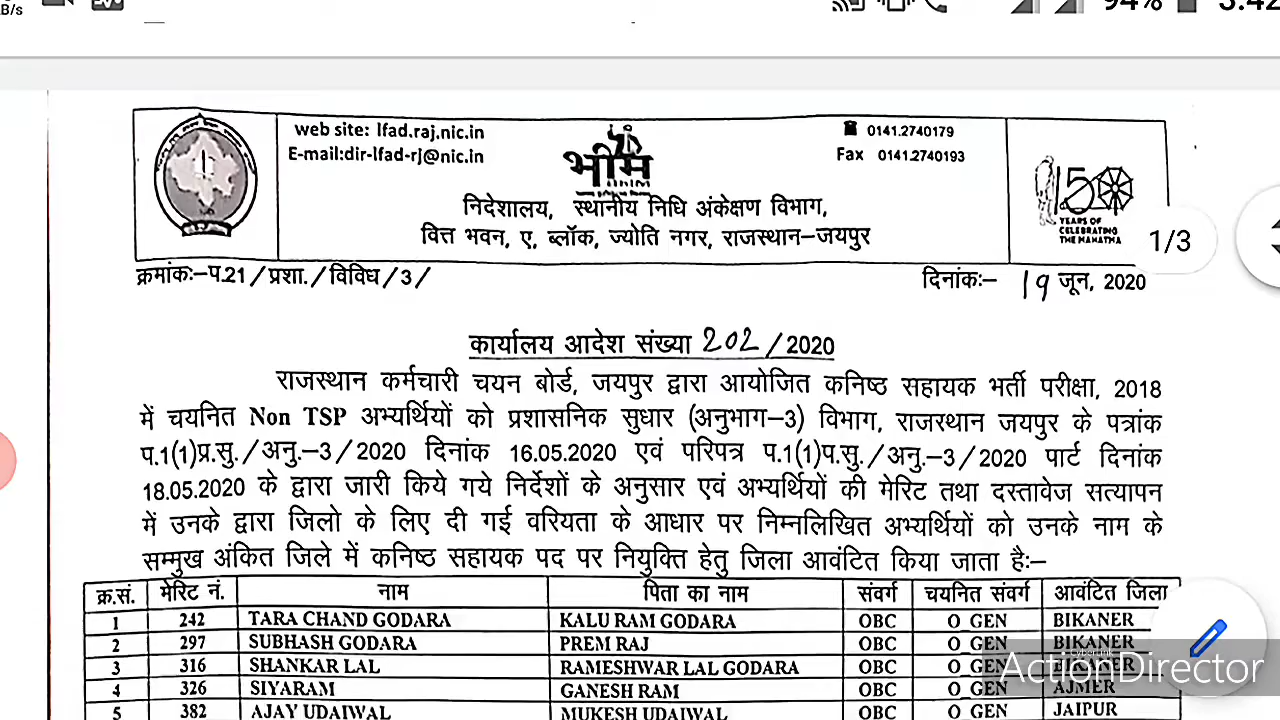 B/s
94%
3:42
web site: lfad.raj.nic.in
E-mail:dir-lfad-rj@nic.in
भीम
BHIM
0141.2740179
Fax 0141.2740193
निदेशालय, स्थानीय निधि अंकेक्षण विभाग,
वित्त भवन, ए. ब्लॉक, ज्योति नगर, राजस्थान–जयपुर
150
YEARS OF
CELEBRATING
THE MAHATMA
1/3
क्रमांकः–प.21/प्रशा./विविध/3/
दिनांकः– 19 जून, 2020
कार्यालय आदेश संख्या 202/2020
राजस्थान कर्मचारी चयन बोर्ड, जयपुर द्वारा आयोजित कनिष्ठ सहायक भर्ती परीक्षा, 2018
में चयनित Non TSP अभ्यर्थियों को प्रशासनिक सुधार (अनुभाग–3) विभाग, राजस्थान जयपुर के पत्रांक
प.1(1)प्र.सु./अनु.–3/2020 दिनांक 16.05.2020 एवं परिपत्र प.1(1)प.सु./अनु.–3/2020 पार्ट दिनांक
18.05.2020 के द्वारा जारी किये गये निर्देशों के अनुसार एवं अभ्यर्थियों की मेरिट तथा दस्तावेज सत्यापन
में उनके द्वारा जिलो के लिए दी गई वरियता के आधार पर निम्नलिखित अभ्यर्थियों को उनके नाम के
सम्मुख अंकित जिले में कनिष्ठ सहायक पद पर नियुक्ति हेतु जिला आवंटित किया जाता हैः–
क्र.सं. मेरिट नं. नाम पिता का नाम संवर्ग चयनित संवर्ग आवंटित जिला
1 242 TARA CHAND GODARA KALU RAM GODARA OBC O_GEN BIKANER
2 297 SUBHASH GODARA PREM RAJ OBC O_GEN BIKANER
3 316 SHANKAR LAL RAMESHWAR LAL GODARA OBC O_GEN BIKANER
4 326 SIYARAM GANESH RAM OBC O_GEN AJMER
5 382 AJAY UDAIWAL MUKESH UDAIWAL OBC O_GEN JAIPUR
CyberLink
ActionDirector